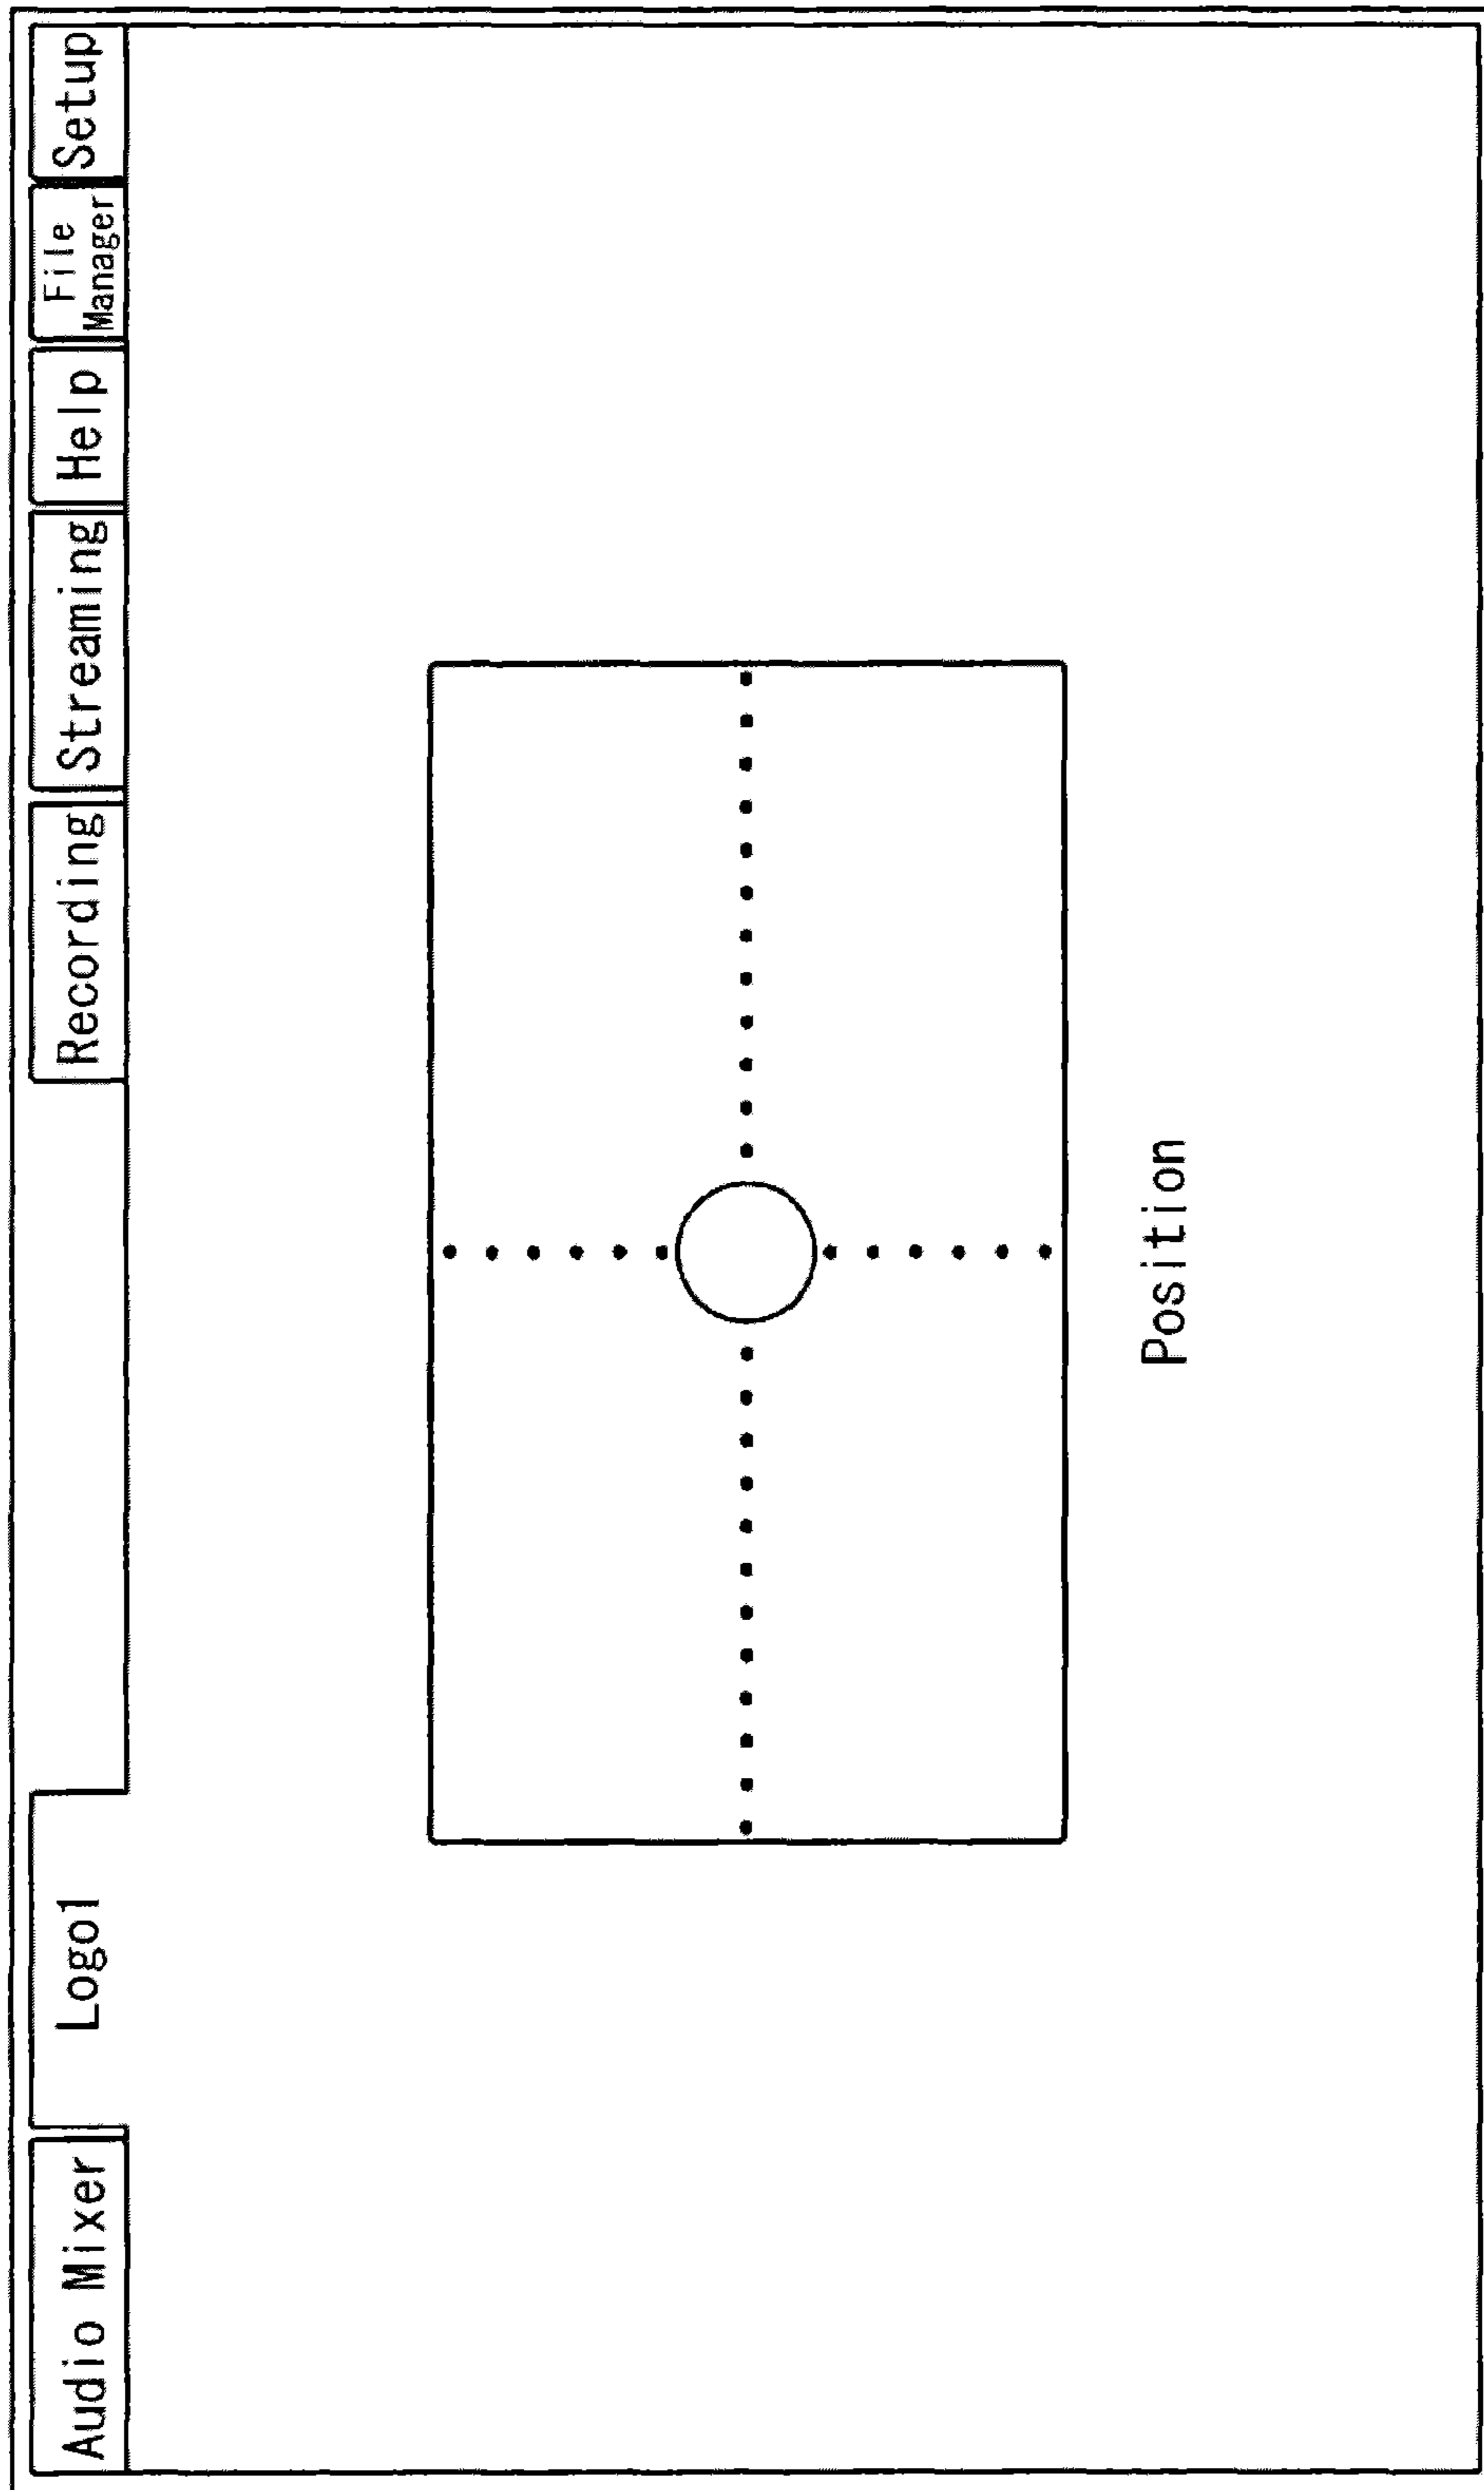 Audio Mixer
Logo1
Recording
Streaming
Help
File
Manager
Setup
Position